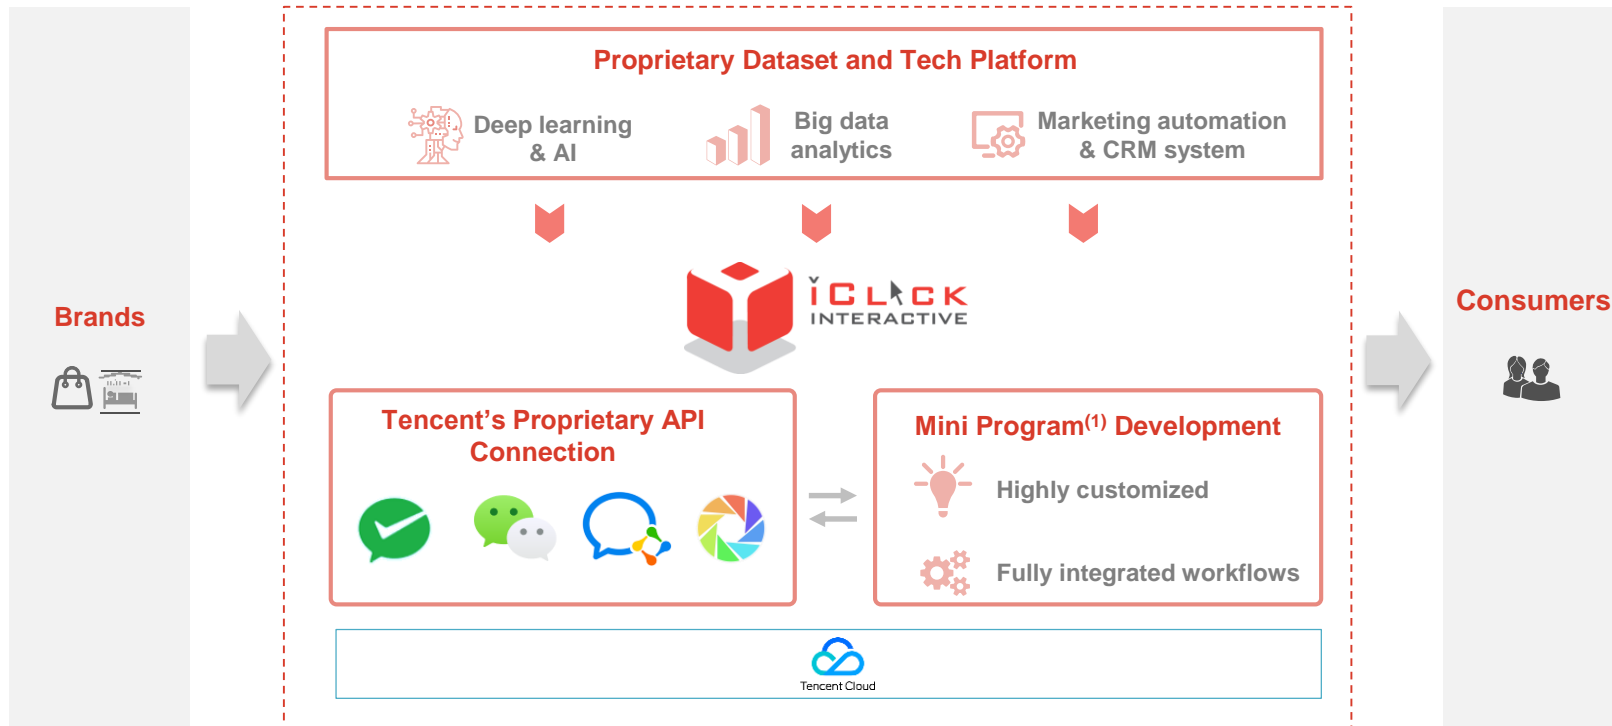 Proprietary Dataset and Tech Platform
Deep learning
& AI
Big data
analytics
Marketing automation
& CRM system
iCLICK
INTERACTIVE
Brands
Consumers
Tencent’s Proprietary API
Connection
Mini Program(1) Development
Highly customized
Fully integrated workflows
Tencent Cloud